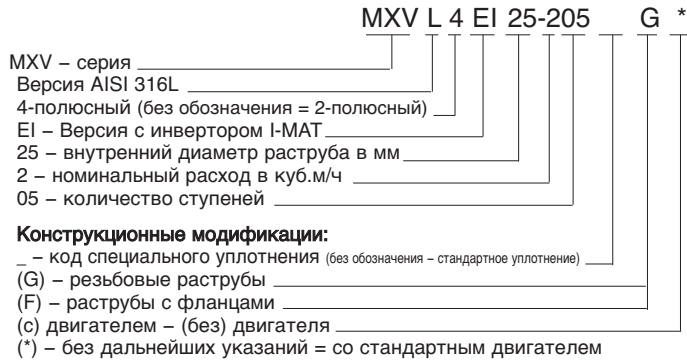 MXV L 4 EI 25-205 _ G *
MXV – серия
Версия AISI 316L
4-полюсный (без обозначения = 2-полюсный)
EI – Версия с инвертором I-MAT
25 – внутренний диаметр раструба в мм
2 – номинальный расход в куб.м/ч
05 – количество ступеней
Конструкционные модификации:
_ – код специального уплотнения (без обозначения – стандартное уплотнение)
(G) – резьбовые раструбы
(F) – раструбы с фланцами
(с) двигателем – (без) двигателя
(*) – без дальнейших указаний = со стандартным двигателем